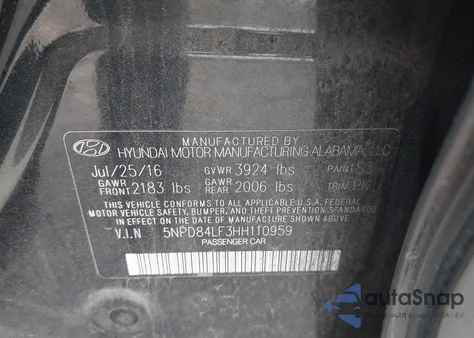 MANUFACTURED BY
HYUNDAI MOTOR MANUFACTURING ALABAMA, LLC
Jul/25/16 GVWR 3924 lbs PAINT S3
GAWR FRONT 2183 lbs GAWR REAR 2006 lbs TRIM PK
THIS VEHICLE CONFORMS TO ALL APPLICABLE U.S.A. FEDERAL
MOTOR VEHICLE SAFETY, BUMPER, AND THEFT PREVENTION STANDARDS
IN EFFECT ON THE DATE OF MANUFACTURE SHOWN ABOVE.
V.I.N 5NPD84LF3HH110959
PASSENGER CAR
autaSnap